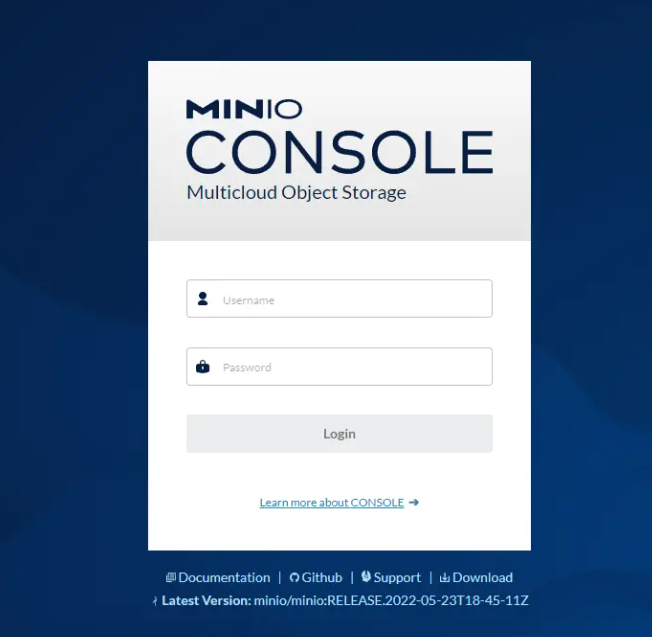 MINIO
CONSOLE
Multicloud Object Storage
Username
Password
Login
Learn more about CONSOLE ➔
Documentation | Github | Support | Download
Latest Version: minio/minio:RELEASE.2022-05-23T18-45-11Z